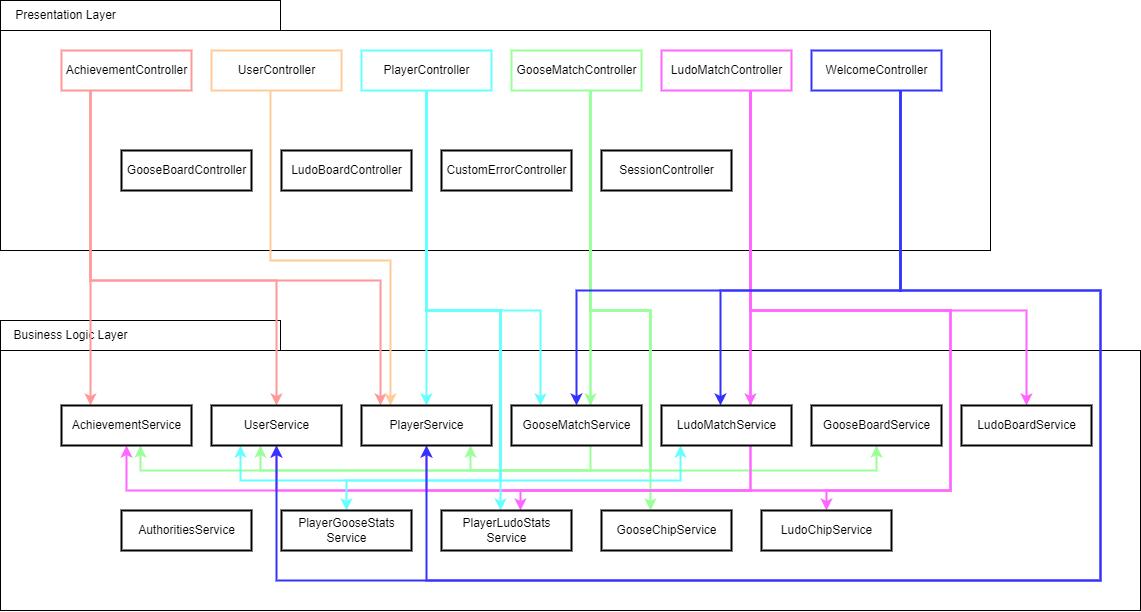 Presentation Layer
AchievementController
UserController
PlayerController
GooseMatchController
LudoMatchController
WelcomeController
GooseBoardController
LudoBoardController
CustomErrorController
SessionController
Business Logic Layer
AchievementService
UserService
PlayerService
GooseMatchService
LudoMatchService
GooseBoardService
LudoBoardService
AuthoritiesService
PlayerGooseStats
Service
PlayerLudoStats
Service
GooseChipService
LudoChipService